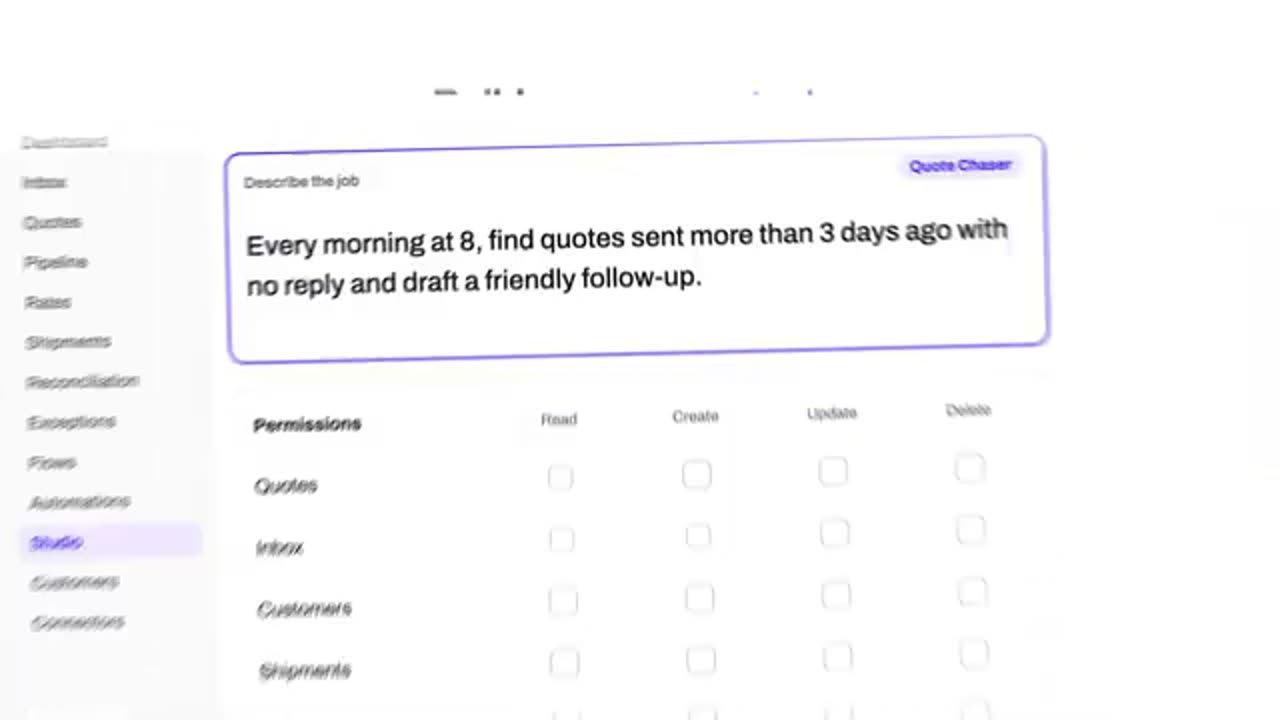 Dashboard
Inbox
Quotes
Pipeline
Rates
Shipments
Reconciliation
Exceptions
Flows
Automations
Studio
Customers
Connectors
Describe the job
Quote Chaser
Every morning at 8, find quotes sent more than 3 days ago with
no reply and draft a friendly follow-up.
Permissions Read Create Update Delete
Quotes
Inbox
Customers
Shipments